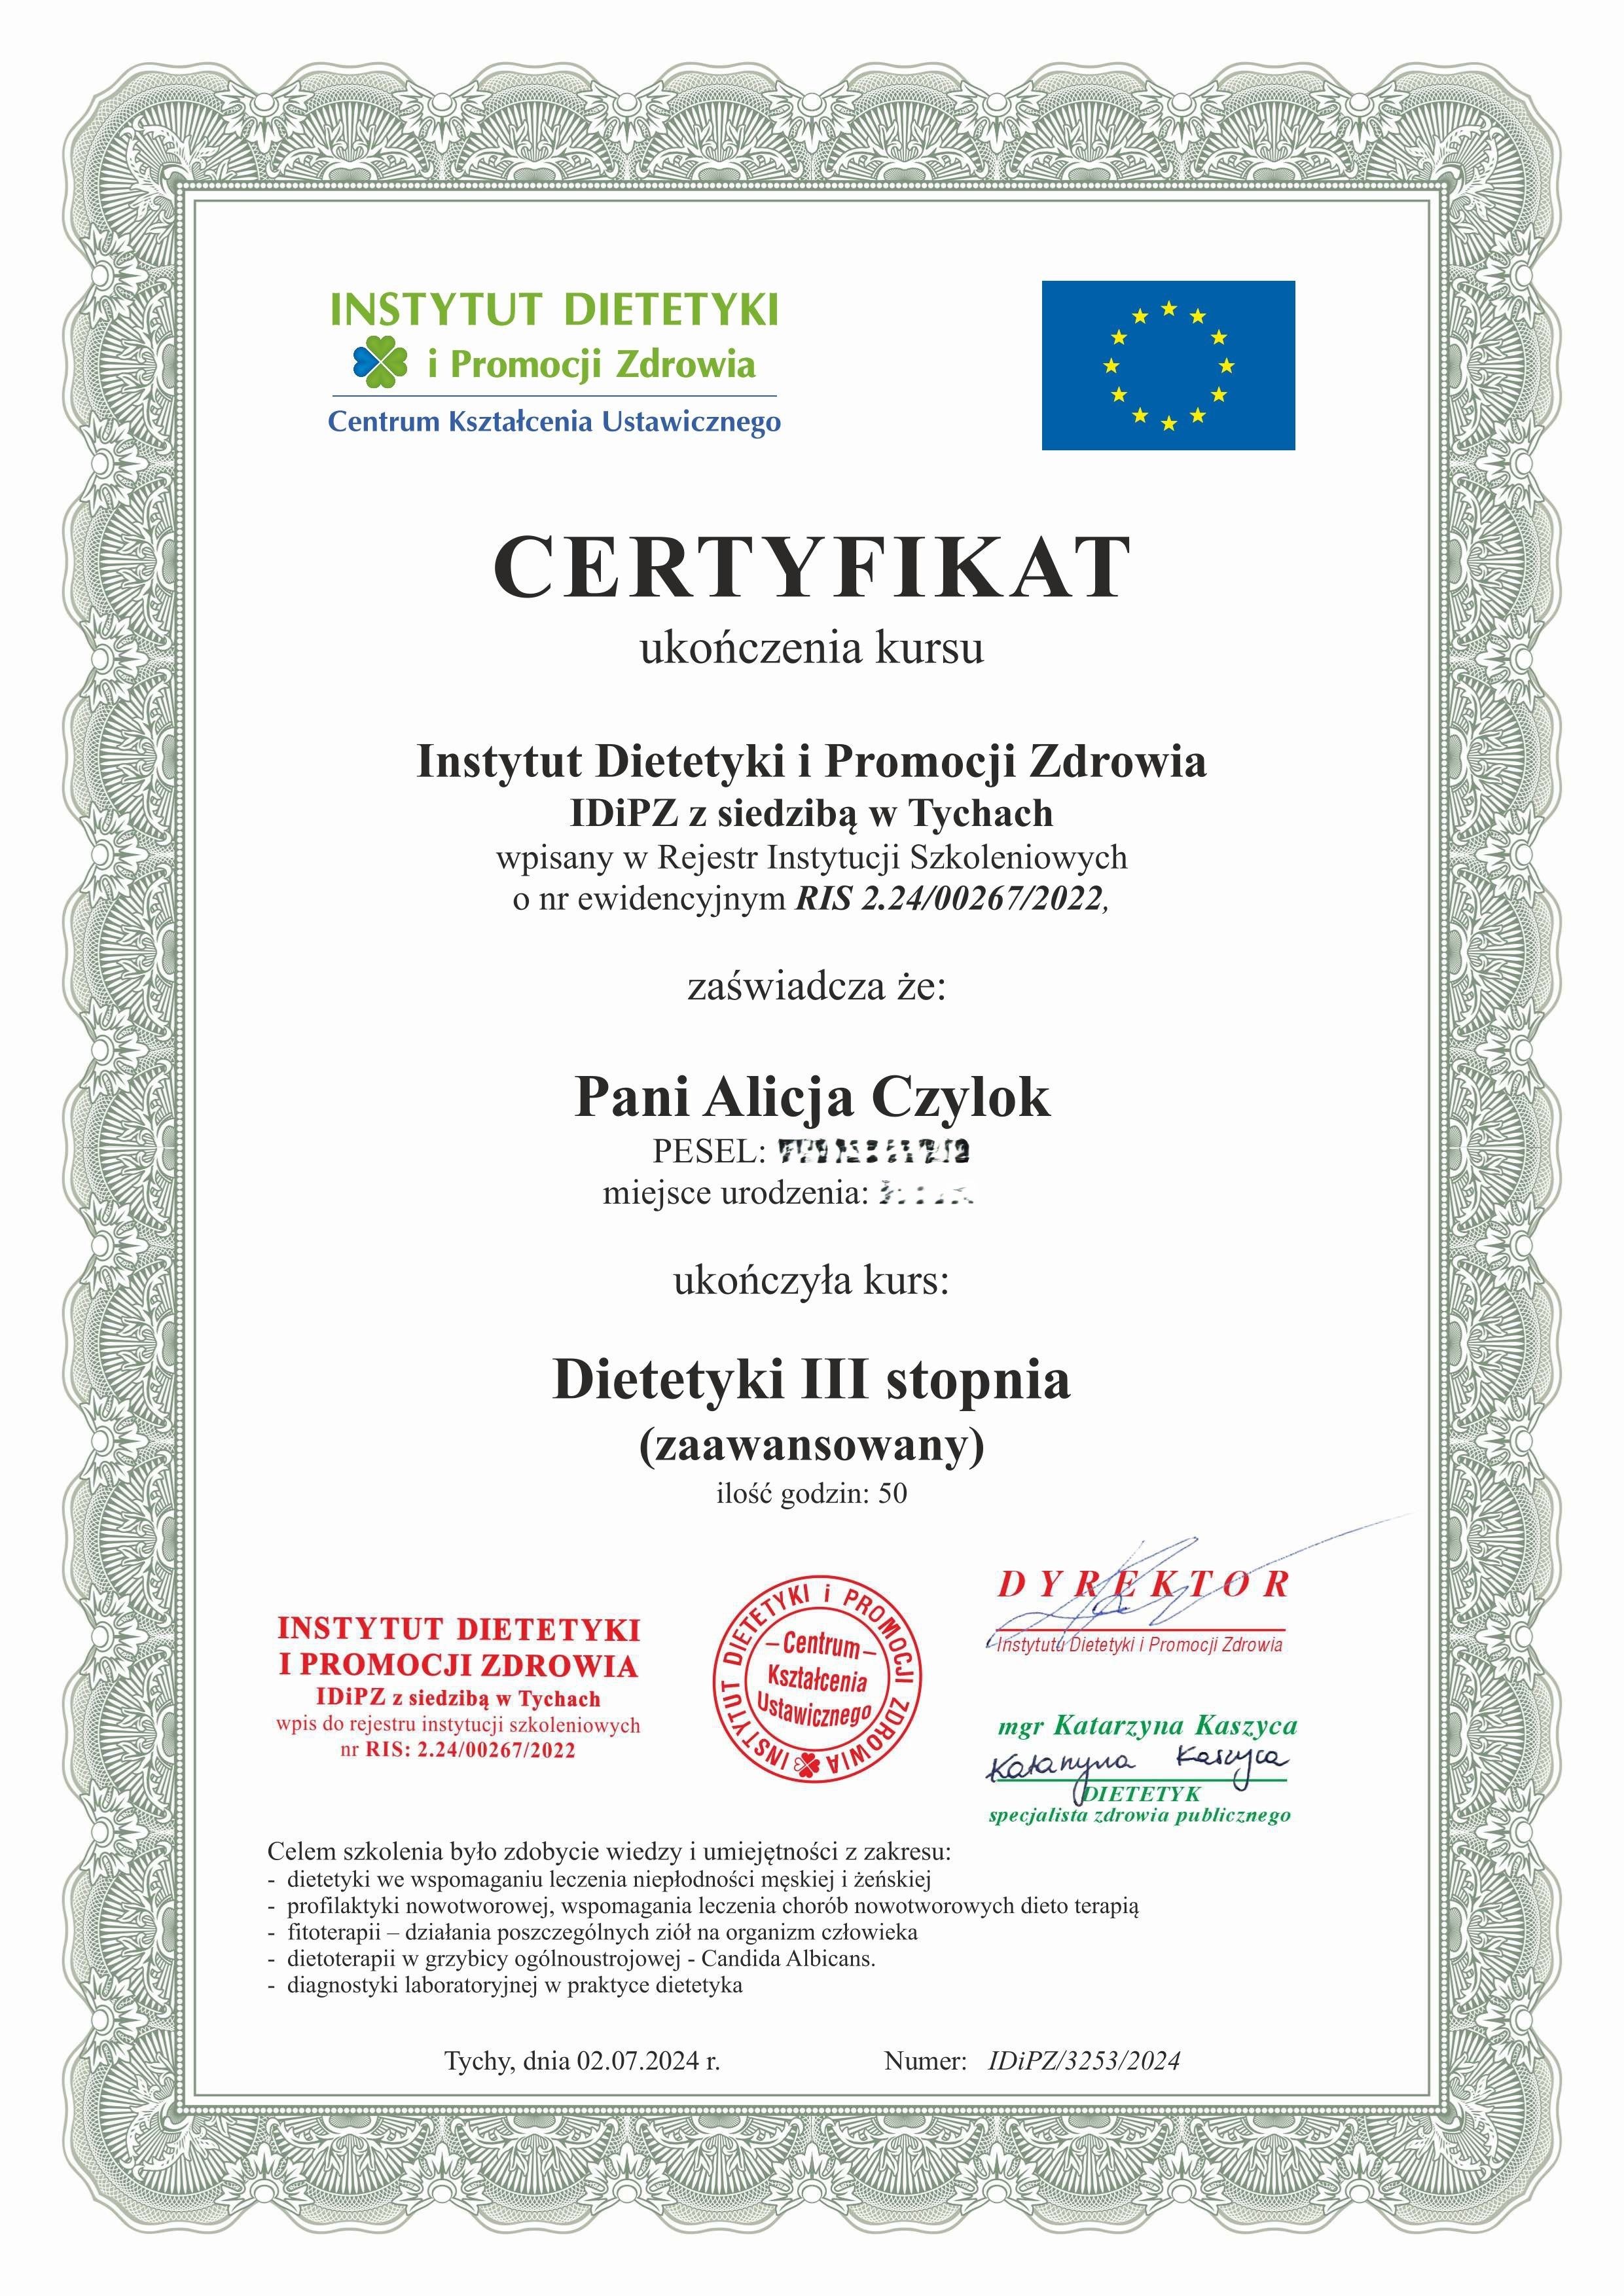 INSTYTUT DIETETYKI
i Promocji Zdrowia
Centrum Kształcenia Ustawicznego
CERTYFIKAT
ukończenia kursu
Instytut Dietetyki i Promocji Zdrowia
IDiPZ z siedzibą w Tychach
wpisany w Rejestr Instytucji Szkoleniowych
o nr ewidencyjnym RIS 2.24/00267/2022,
zaświadcza że:
Pani Alicja Czylok
PESEL:
miejsce urodzenia:
ukończyła kurs:
Dietetyki III stopnia
(zaawansowany)
ilość godzin: 50
INSTYTUT DIETETYKI
I PROMOCJI ZDROWIA
IDiPZ z siedzibą w Tychach
wpis do rejestru instytucji szkoleniowych
nr RIS: 2.24/00267/2022
INSTYTUT DIETETYKI i PROMOCJI ZDROWIA
– Centrum –
Kształcenia
Ustawicznego
DYREKTOR
Instytutu Dietetyki i Promocji Zdrowia
mgr Katarzyna Kaszyca
Katarzyna Kaszyca
DIETETYK
specjalista zdrowia publicznego
Celem szkolenia było zdobycie wiedzy i umiejętności z zakresu:
- dietetyki we wspomaganiu leczenia niepłodności męskiej i żeńskiej
- profilaktyki nowotworowej, wspomagania leczenia chorób nowotworowych dieto terapią
- fitoterapii – działania poszczególnych ziół na organizm człowieka
- dietoterapii w grzybicy ogólnoustrojowej - Candida Albicans.
- diagnostyki laboratoryjnej w praktyce dietetyka
Tychy, dnia 02.07.2024 r.
Numer: IDiPZ/3253/2024